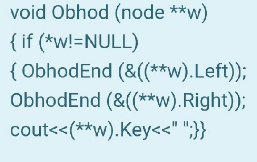 void Obhod (node **w)
{ if (*w!=NULL)
{ ObhodEnd (&((**w).Left));
ObhodEnd (&((**w).Right));
cout<<(**w).Key<<" ";}}